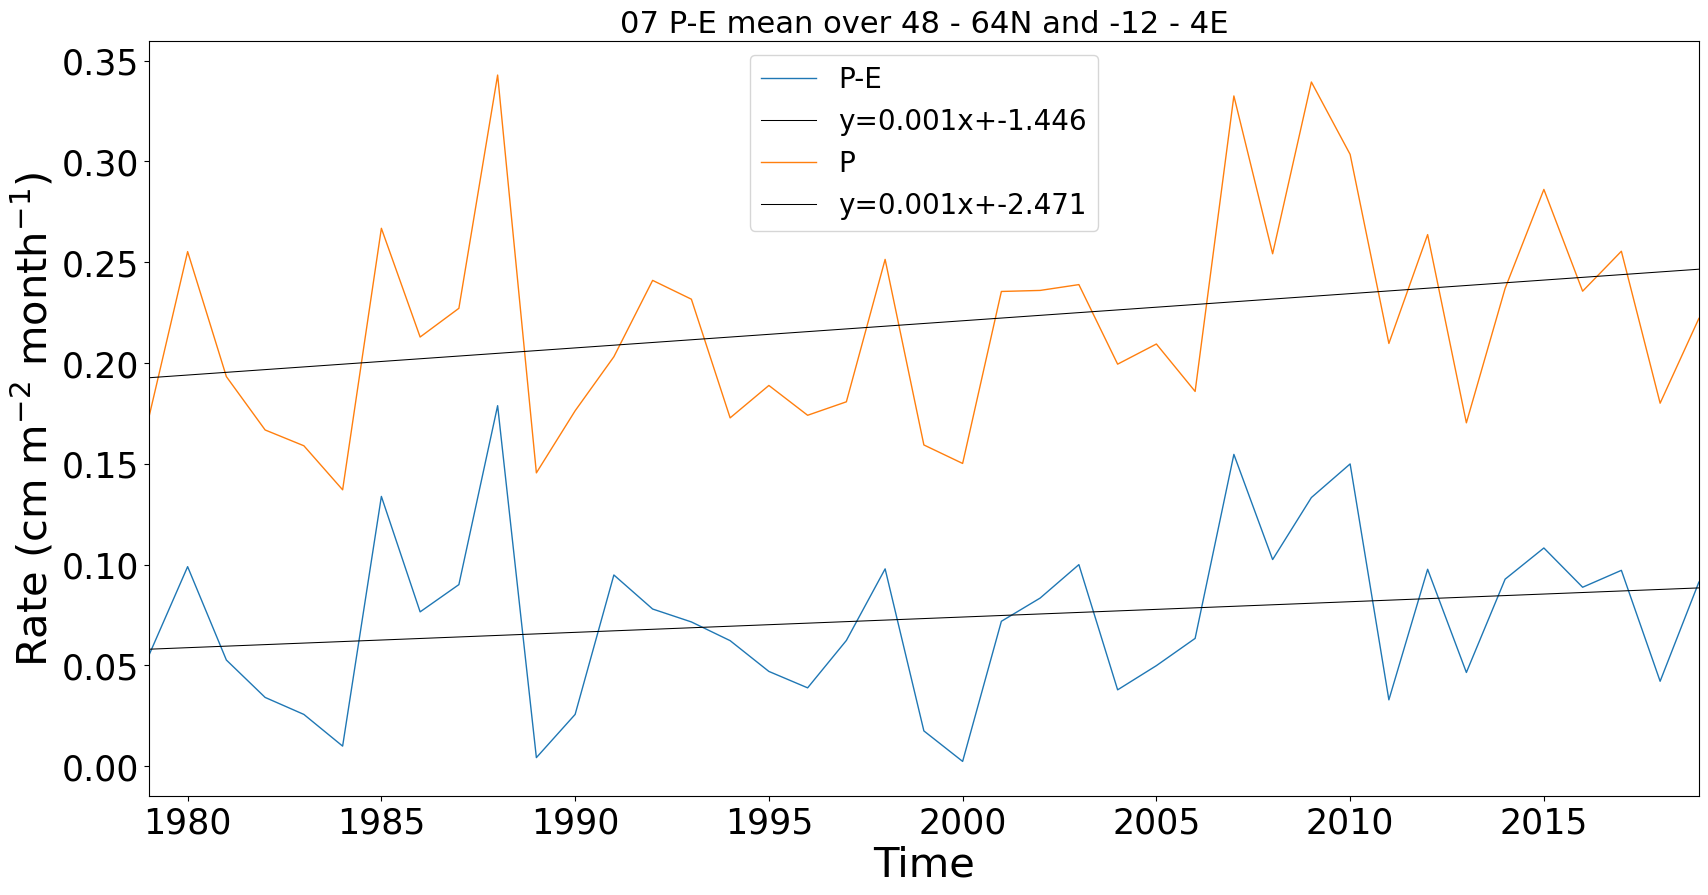 07 P-E mean over 48 - 64N and -12 - 4E
P-E
y=0.001x+-1.446
P
y=0.001x+-2.471
Rate (cm m⁻² month⁻¹)
0.35
0.30
0.25
0.20
0.15
0.10
0.05
0.00
1980 1985 1990 1995 2000 2005 2010 2015
Time